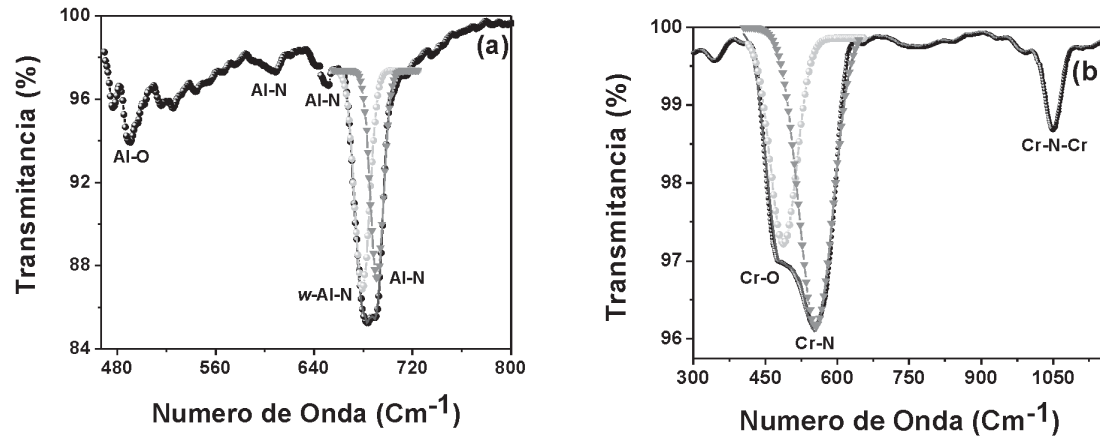 100
96
92
88
84
Transmitancia (%)
(a)
Al-O
Al-N
Al-N
w-Al-N
Al-N
480
560
640
720
800
Numero de Onda (Cm-1)
100
99
98
97
96
Transmitancia (%)
(b
Cr-O
Cr-N
Cr-N-Cr
300
450
600
750
900
1050
Numero de Onda (Cm-1)